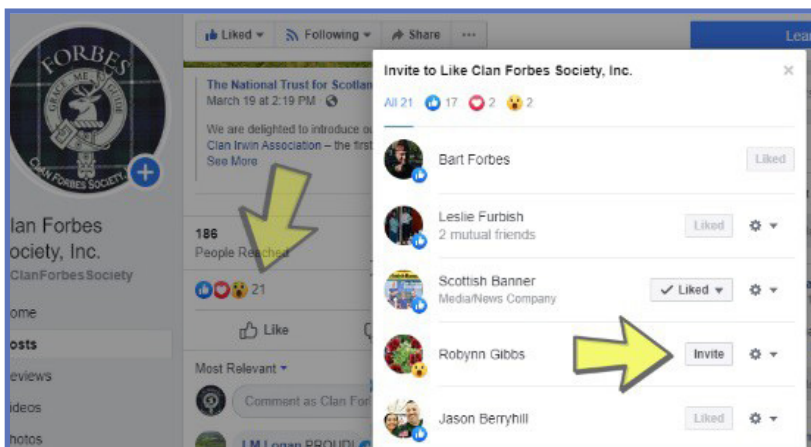 Liked Following Share ...
Lear
FORBES
GRACE ME GUIDE
CLAN FORBES SOCIETY, INC.
lan Forbes
ociety, Inc.
ClanForbesSociety
ome
osts
eviews
ideos
hotos
The National Trust for Scotlan
March 19 at 2:19 PM ·
We are delighted to introduce ou
Clan Irwin Association – the first
See More
186
People Reached
21
Like
Most Relevant
Comment as Clan For
LM Logan PROUD!
Invite to Like Clan Forbes Society, Inc. ×
All 21 17 2 2
Bart Forbes Liked
Leslie Furbish
2 mutual friends
Liked
Scottish Banner
Media/News Company
Liked
Robynn Gibbs Invite
Jason Berryhill Liked